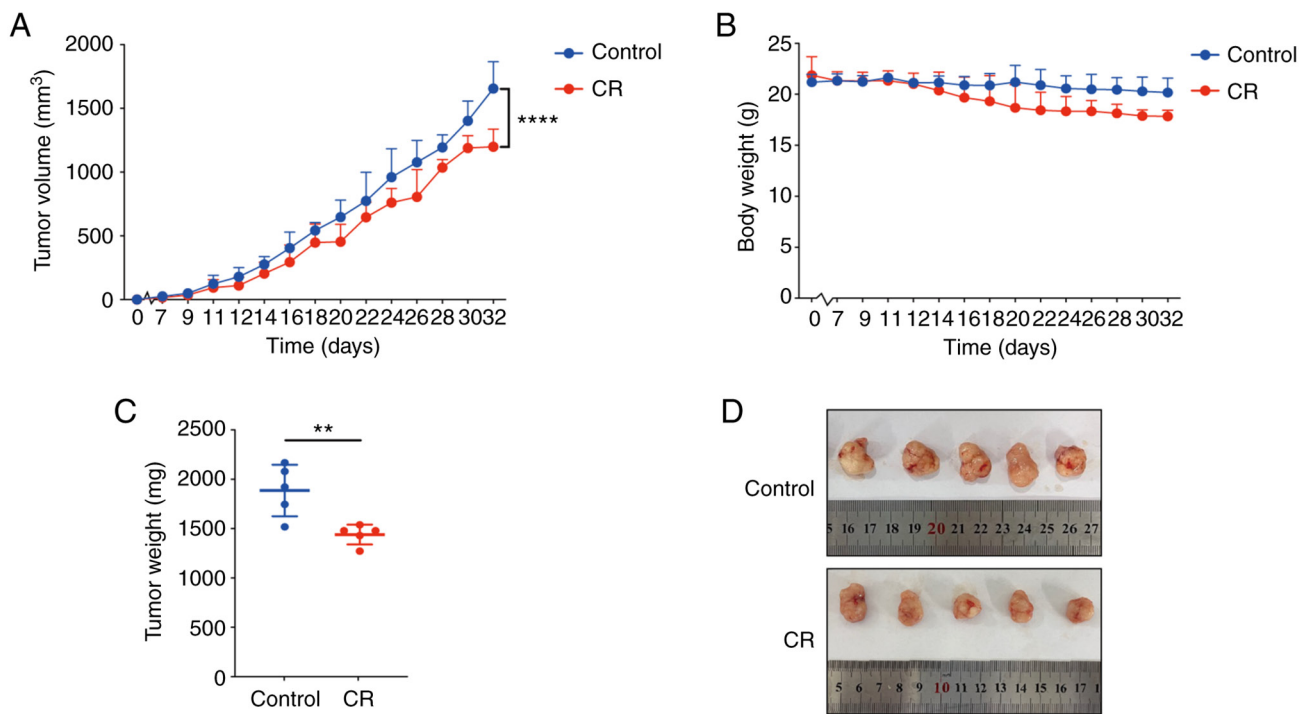 A
Tumor volume (mm³)
2000
1500
1000
500
0
0 7 9 11 12 14 16 18 20 22 24 26 28 30 32
Time (days)
Control
CR
****
B
Body weight (g)
25
20
15
10
5
0
0 7 9 11 12 14 16 18 20 22 24 26 28 30 32
Time (days)
Control
CR
C
Tumor weight (mg)
2500
2000
1500
1000
500
0
**
Control CR
D
Control
5 16 17 18 19 20 21 22 23 24 25 26 27
CR
5 6 7 8 9 10 11 12 13 14 15 16 17 1